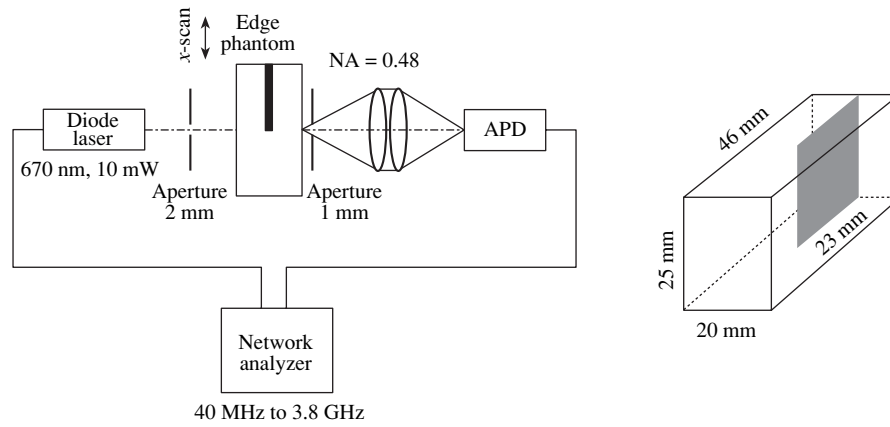 x-scan
Edge
phantom
NA = 0.48
Diode
laser
APD
670 nm, 10 mW
Aperture
2 mm
Aperture
1 mm
Network
analyzer
40 MHz to 3.8 GHz
46 mm
23 mm
25 mm
20 mm